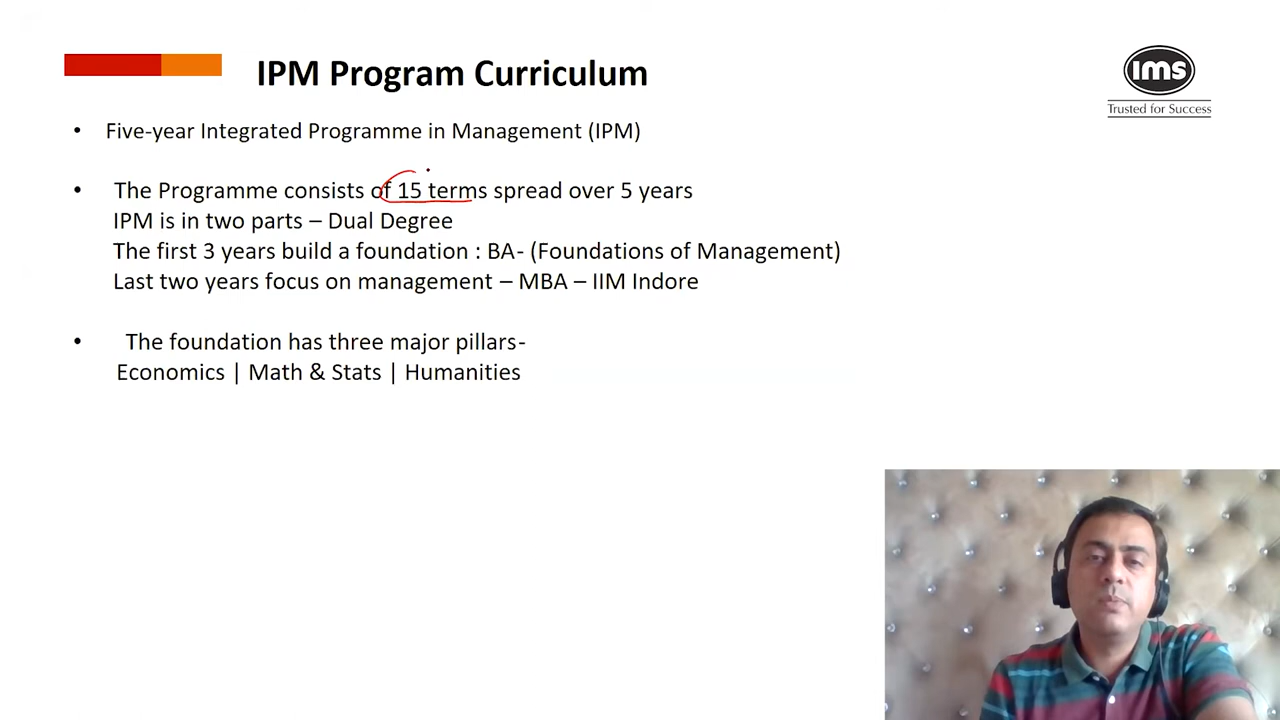 IPM Program Curriculum
ims
Trusted for Success
• Five-year Integrated Programme in Management (IPM)
• The Programme consists of 15 terms spread over 5 years
IPM is in two parts – Dual Degree
The first 3 years build a foundation : BA- (Foundations of Management)
Last two years focus on management – MBA – IIM Indore
• The foundation has three major pillars-
Economics | Math & Stats | Humanities